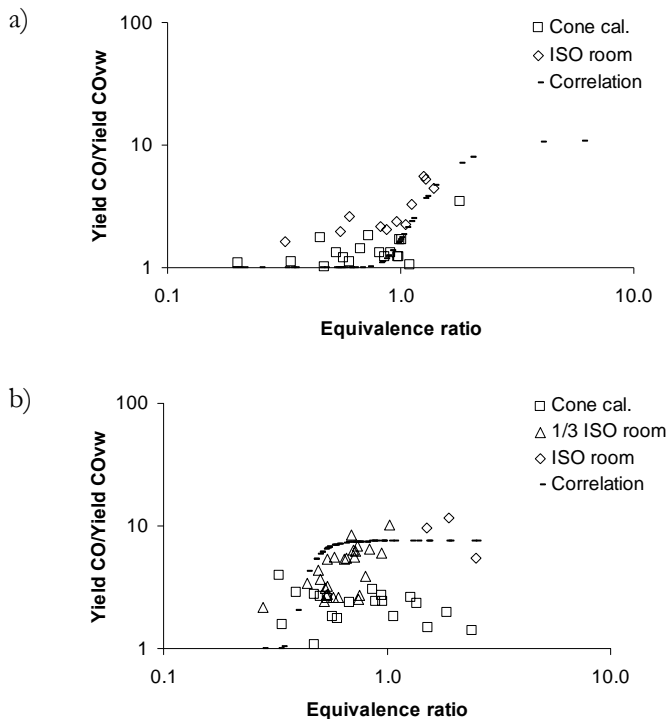 a)
100
10
1
Yield CO/Yield COvw
0.1 1.0 10.0
Equivalence ratio
Cone cal.
ISO room
Correlation
b)
100
10
1
Yield CO/Yield COvw
0.1 1.0 10.0
Equivalence ratio
Cone cal.
1/3 ISO room
ISO room
Correlation